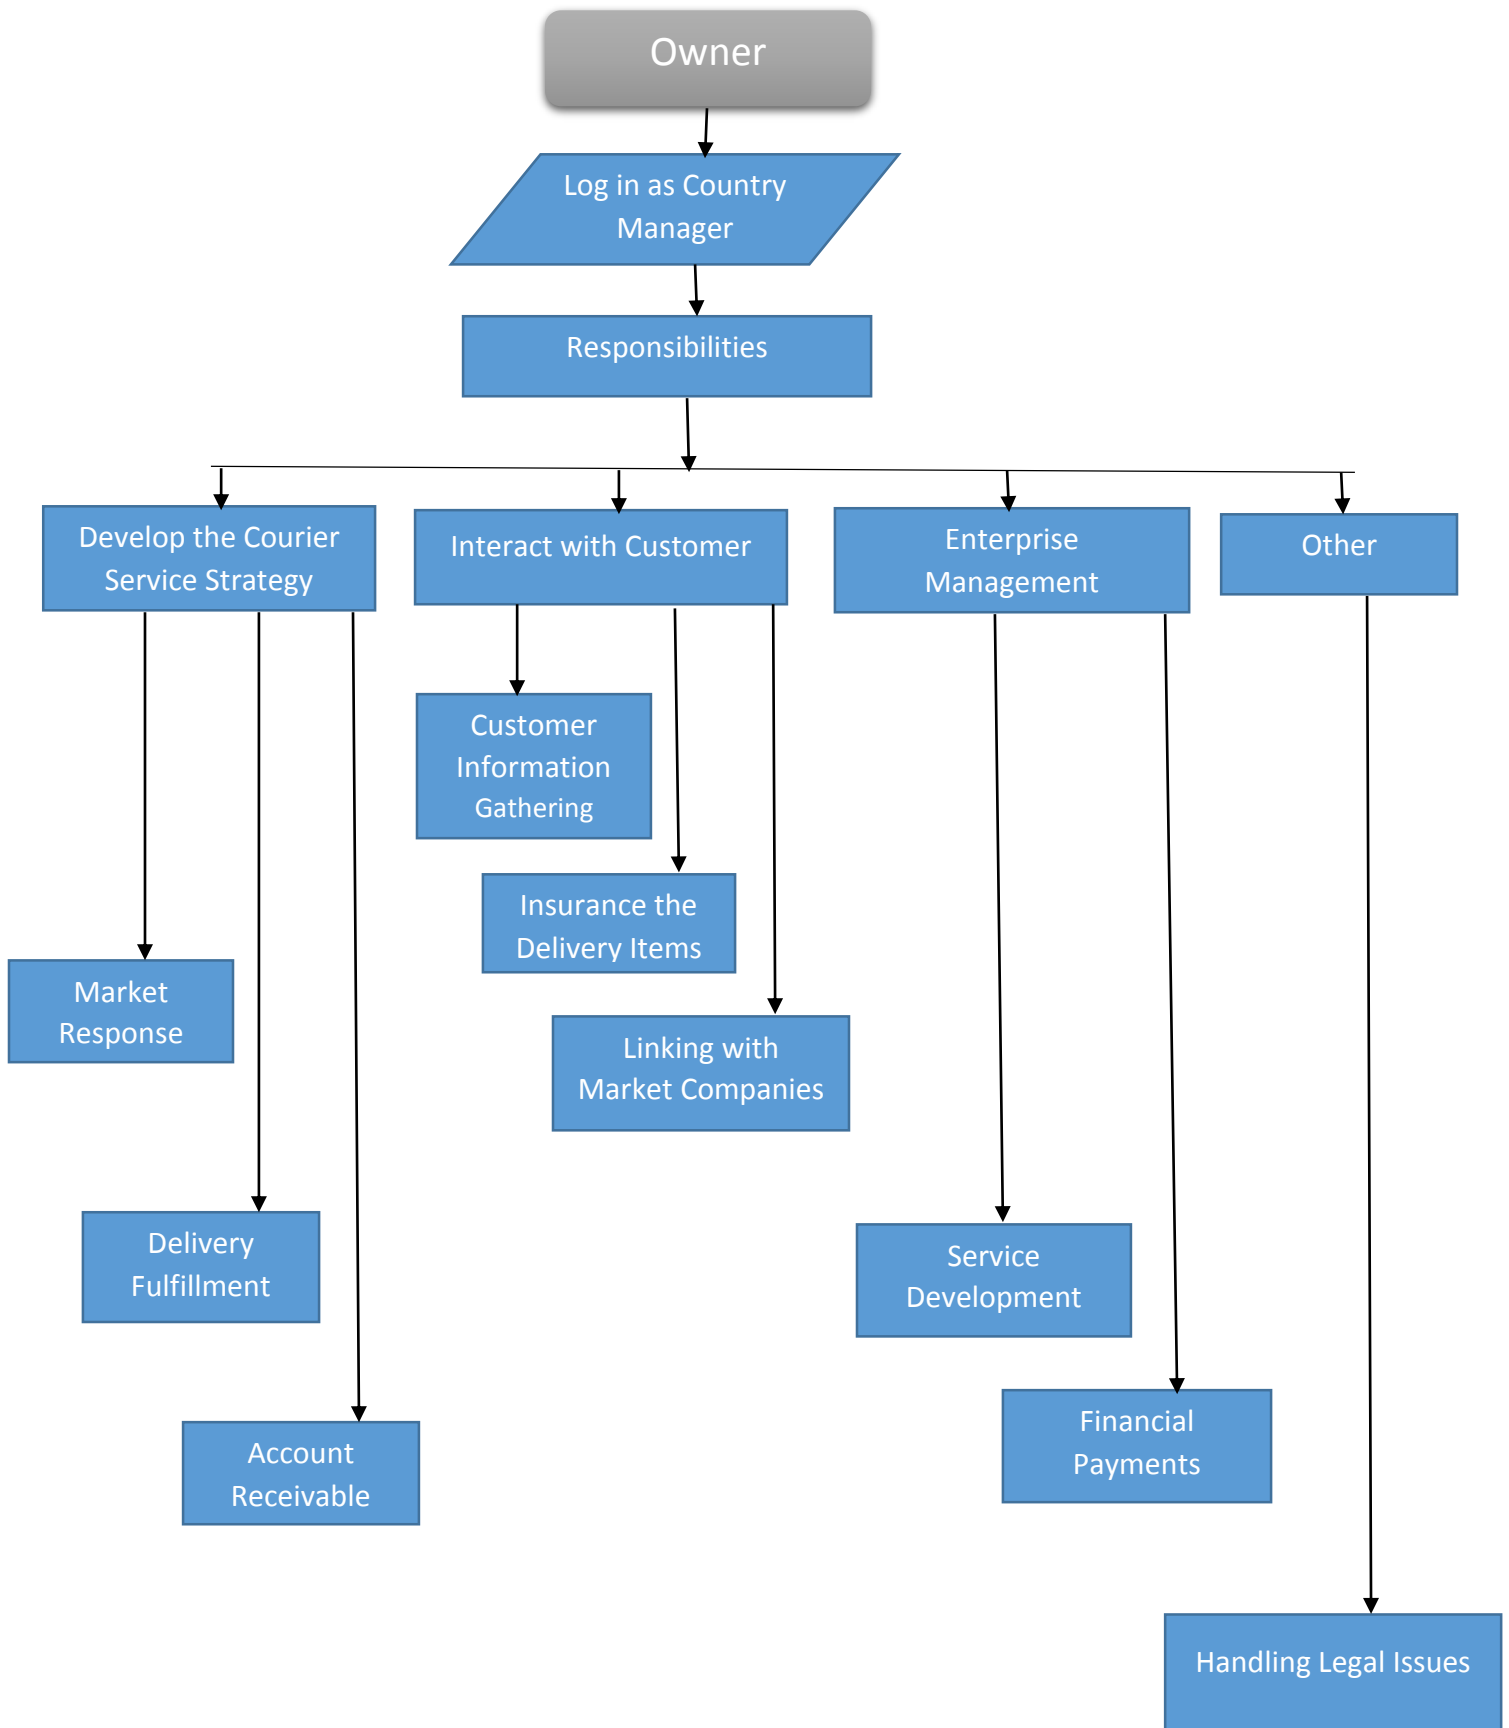 Owner
Log in as Country
Manager
Responsibilities
Develop the Courier
Service Strategy
Interact with Customer
Enterprise
Management
Other
Customer
Information
Gathering
Insurance the
Delivery Items
Market
Response
Linking with
Market Companies
Delivery
Fulfillment
Service
Development
Financial
Payments
Account
Receivable
Handling Legal Issues